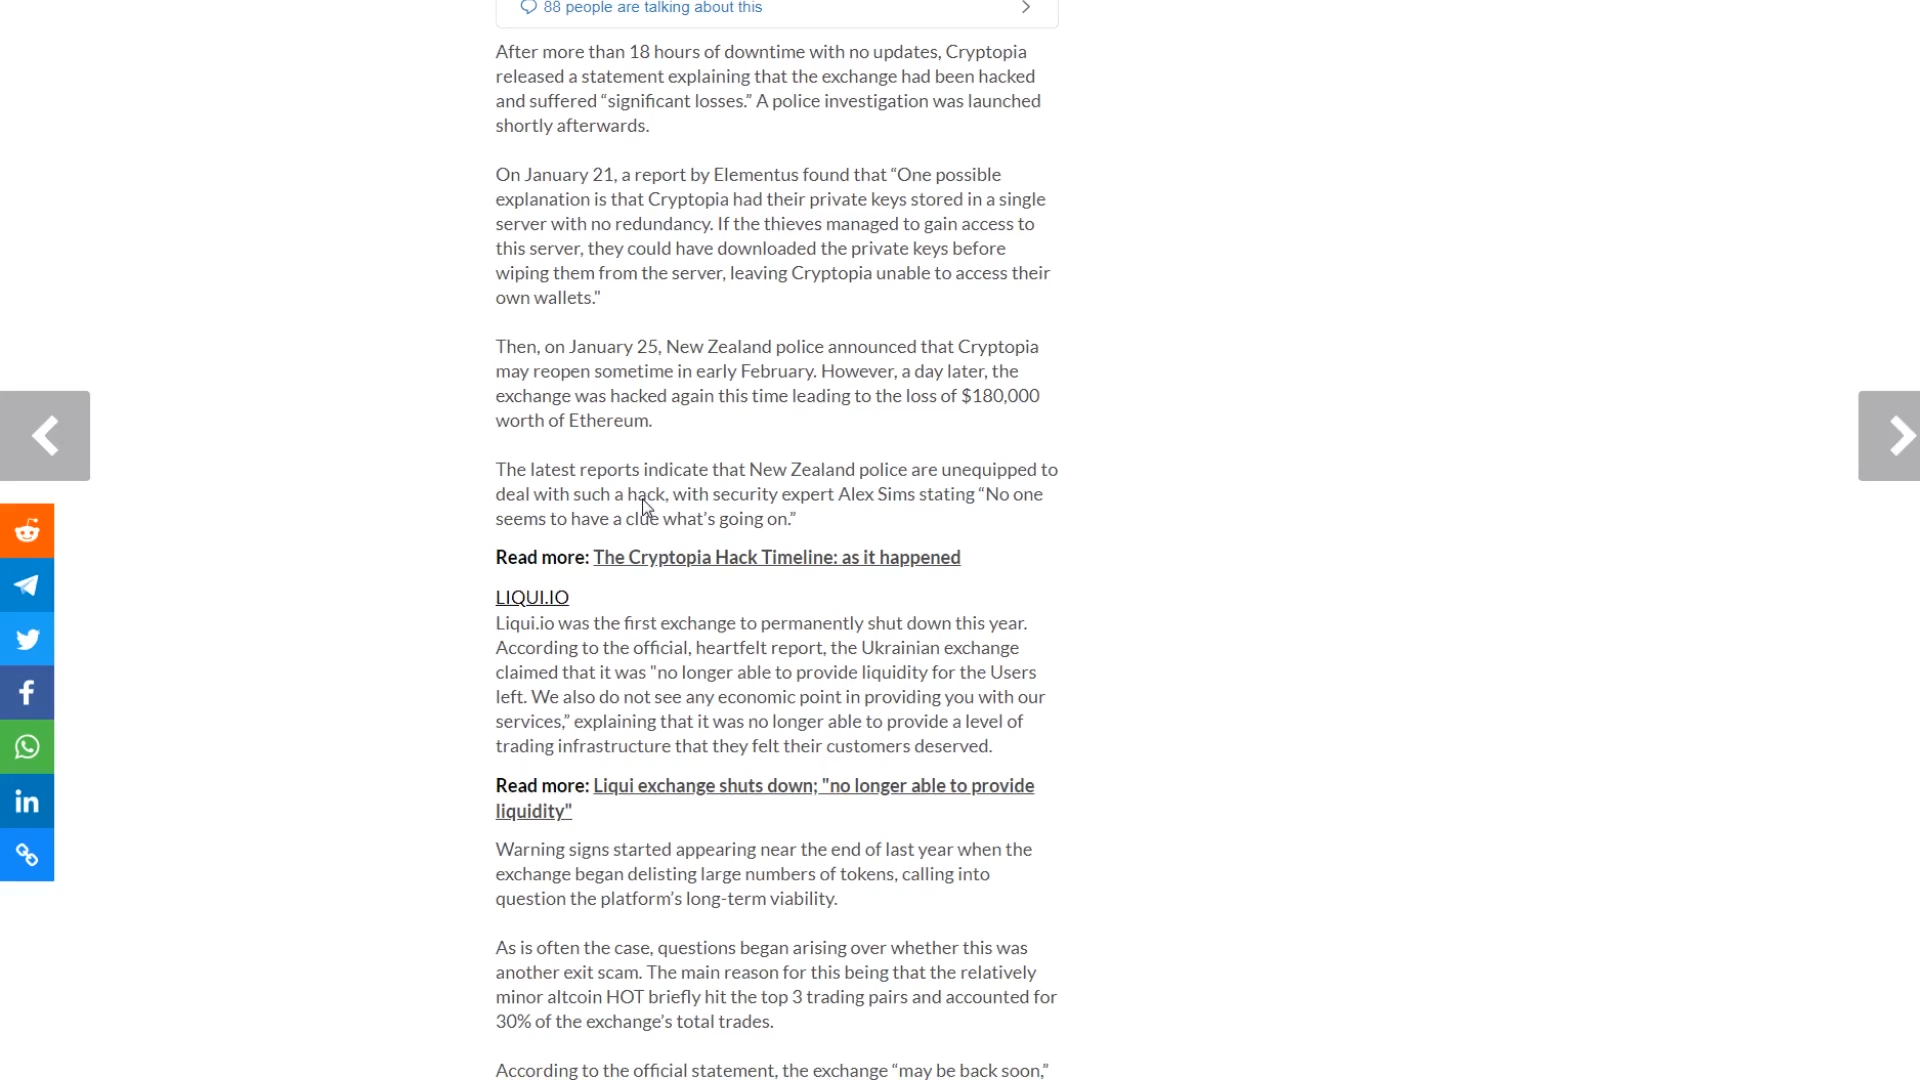 88 people are talking about this
After more than 18 hours of downtime with no updates, Cryptopia
released a statement explaining that the exchange had been hacked
and suffered “significant losses.” A police investigation was launched
shortly afterwards.
On January 21, a report by Elementus found that “One possible
explanation is that Cryptopia had their private keys stored in a single
server with no redundancy. If the thieves managed to gain access to
this server, they could have downloaded the private keys before
wiping them from the server, leaving Cryptopia unable to access their
own wallets."
Then, on January 25, New Zealand police announced that Cryptopia
may reopen sometime in early February. However, a day later, the
exchange was hacked again this time leading to the loss of $180,000
worth of Ethereum.
The latest reports indicate that New Zealand police are unequipped to
deal with such a hack, with security expert Alex Sims stating “No one
seems to have a clue what’s going on.”
Read more: The Cryptopia Hack Timeline: as it happened
LIQUI.IO
Liqui.io was the first exchange to permanently shut down this year.
According to the official, heartfelt report, the Ukrainian exchange
claimed that it was "no longer able to provide liquidity for the Users
left. We also do not see any economic point in providing you with our
services,” explaining that it was no longer able to provide a level of
trading infrastructure that they felt their customers deserved.
Read more: Liqui exchange shuts down; "no longer able to provide
liquidity"
Warning signs started appearing near the end of last year when the
exchange began delisting large numbers of tokens, calling into
question the platform’s long-term viability.
As is often the case, questions began arising over whether this was
another exit scam. The main reason for this being that the relatively
minor altcoin HOT briefly hit the top 3 trading pairs and accounted for
30% of the exchange’s total trades.
According to the official statement, the exchange “may be back soon,”